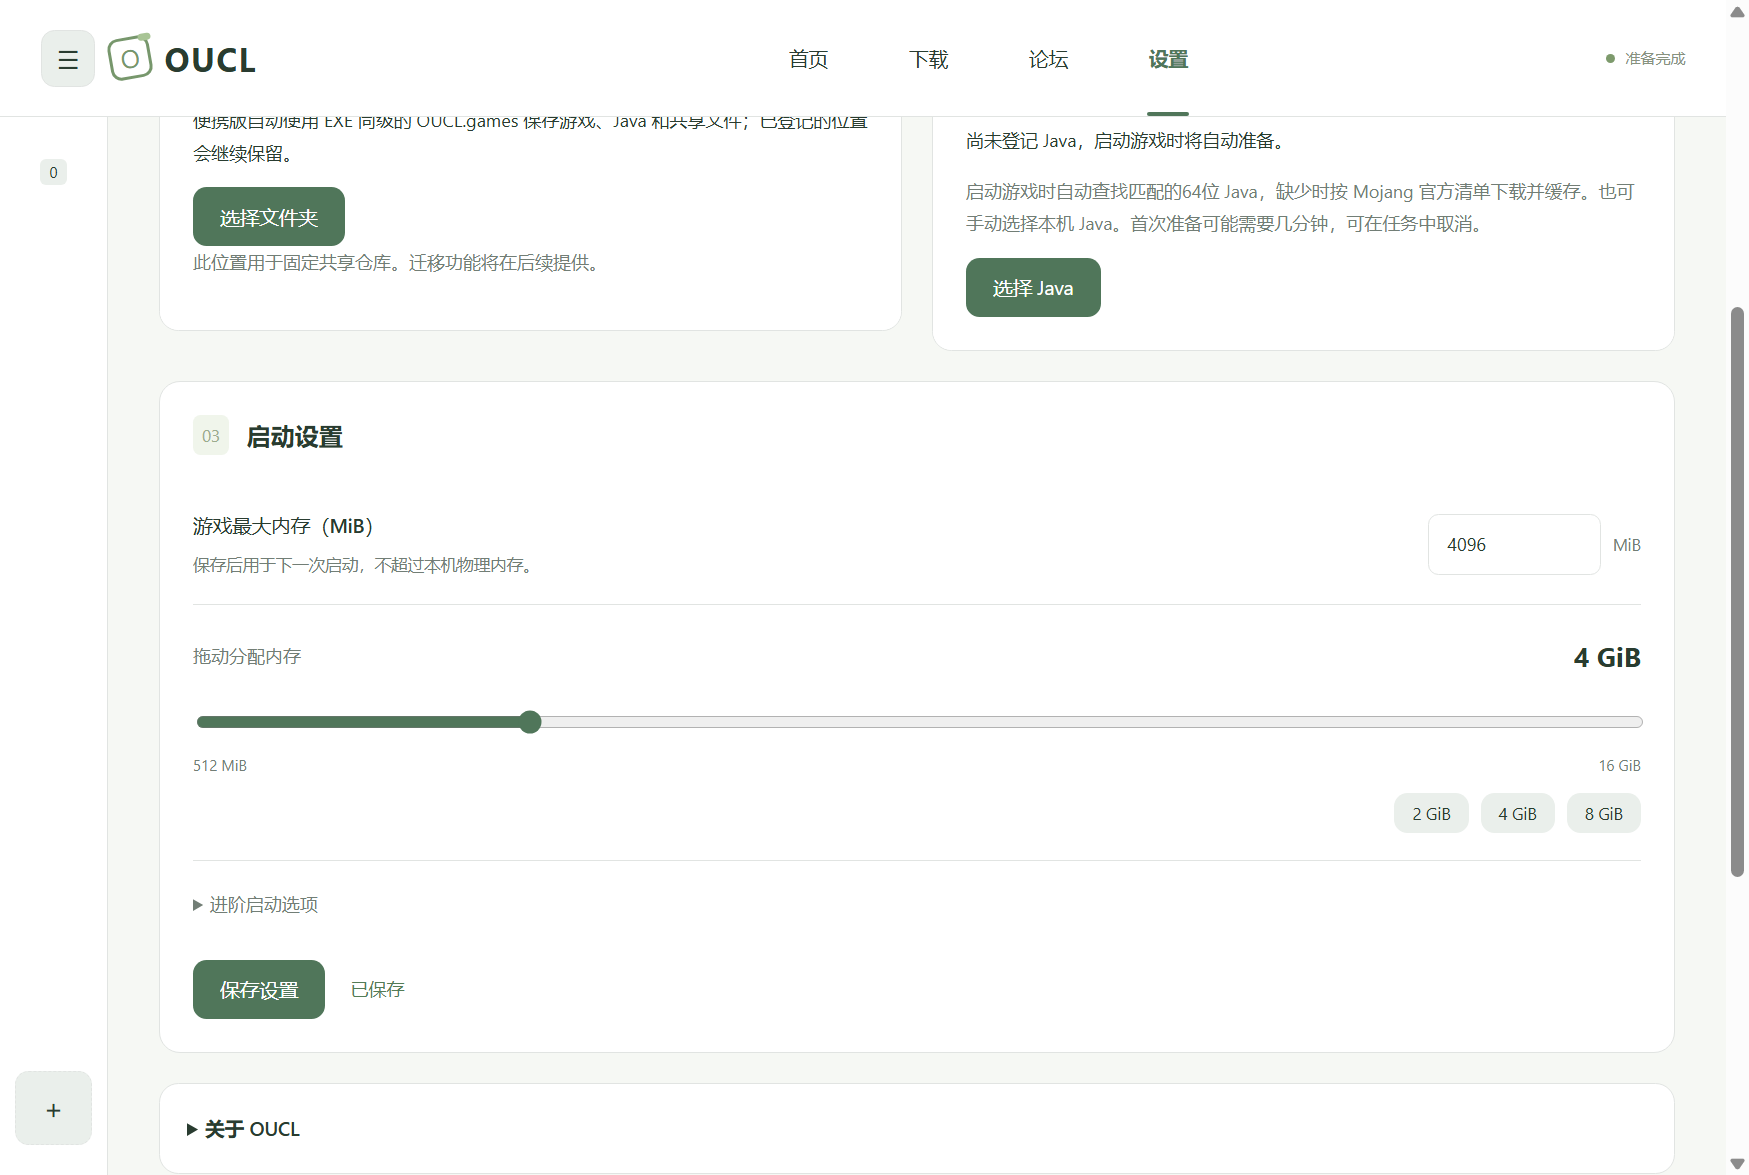 ☰
O
OUCL
首页
下载
论坛
设置
准备完成
0
便携版自动使用 EXE 同级的 OUCL.games 保存游戏、Java 和共享文件；已登记的位置
会继续保留。
选择文件夹
此位置用于固定共享仓库。迁移功能将在后续提供。
尚未登记 Java，启动游戏时将自动准备。
启动游戏时自动查找匹配的64位 Java，缺少时按 Mojang 官方清单下载并缓存。也可
手动选择本机 Java。首次准备可能需要几分钟，可在任务中取消。
选择 Java
03
启动设置
游戏最大内存（MiB）
保存后用于下一次启动，不超过本机物理内存。
4096
MiB
拖动分配内存
4 GiB
512 MiB
16 GiB
2 GiB
4 GiB
8 GiB
进阶启动选项
保存设置
已保存
+
关于 OUCL